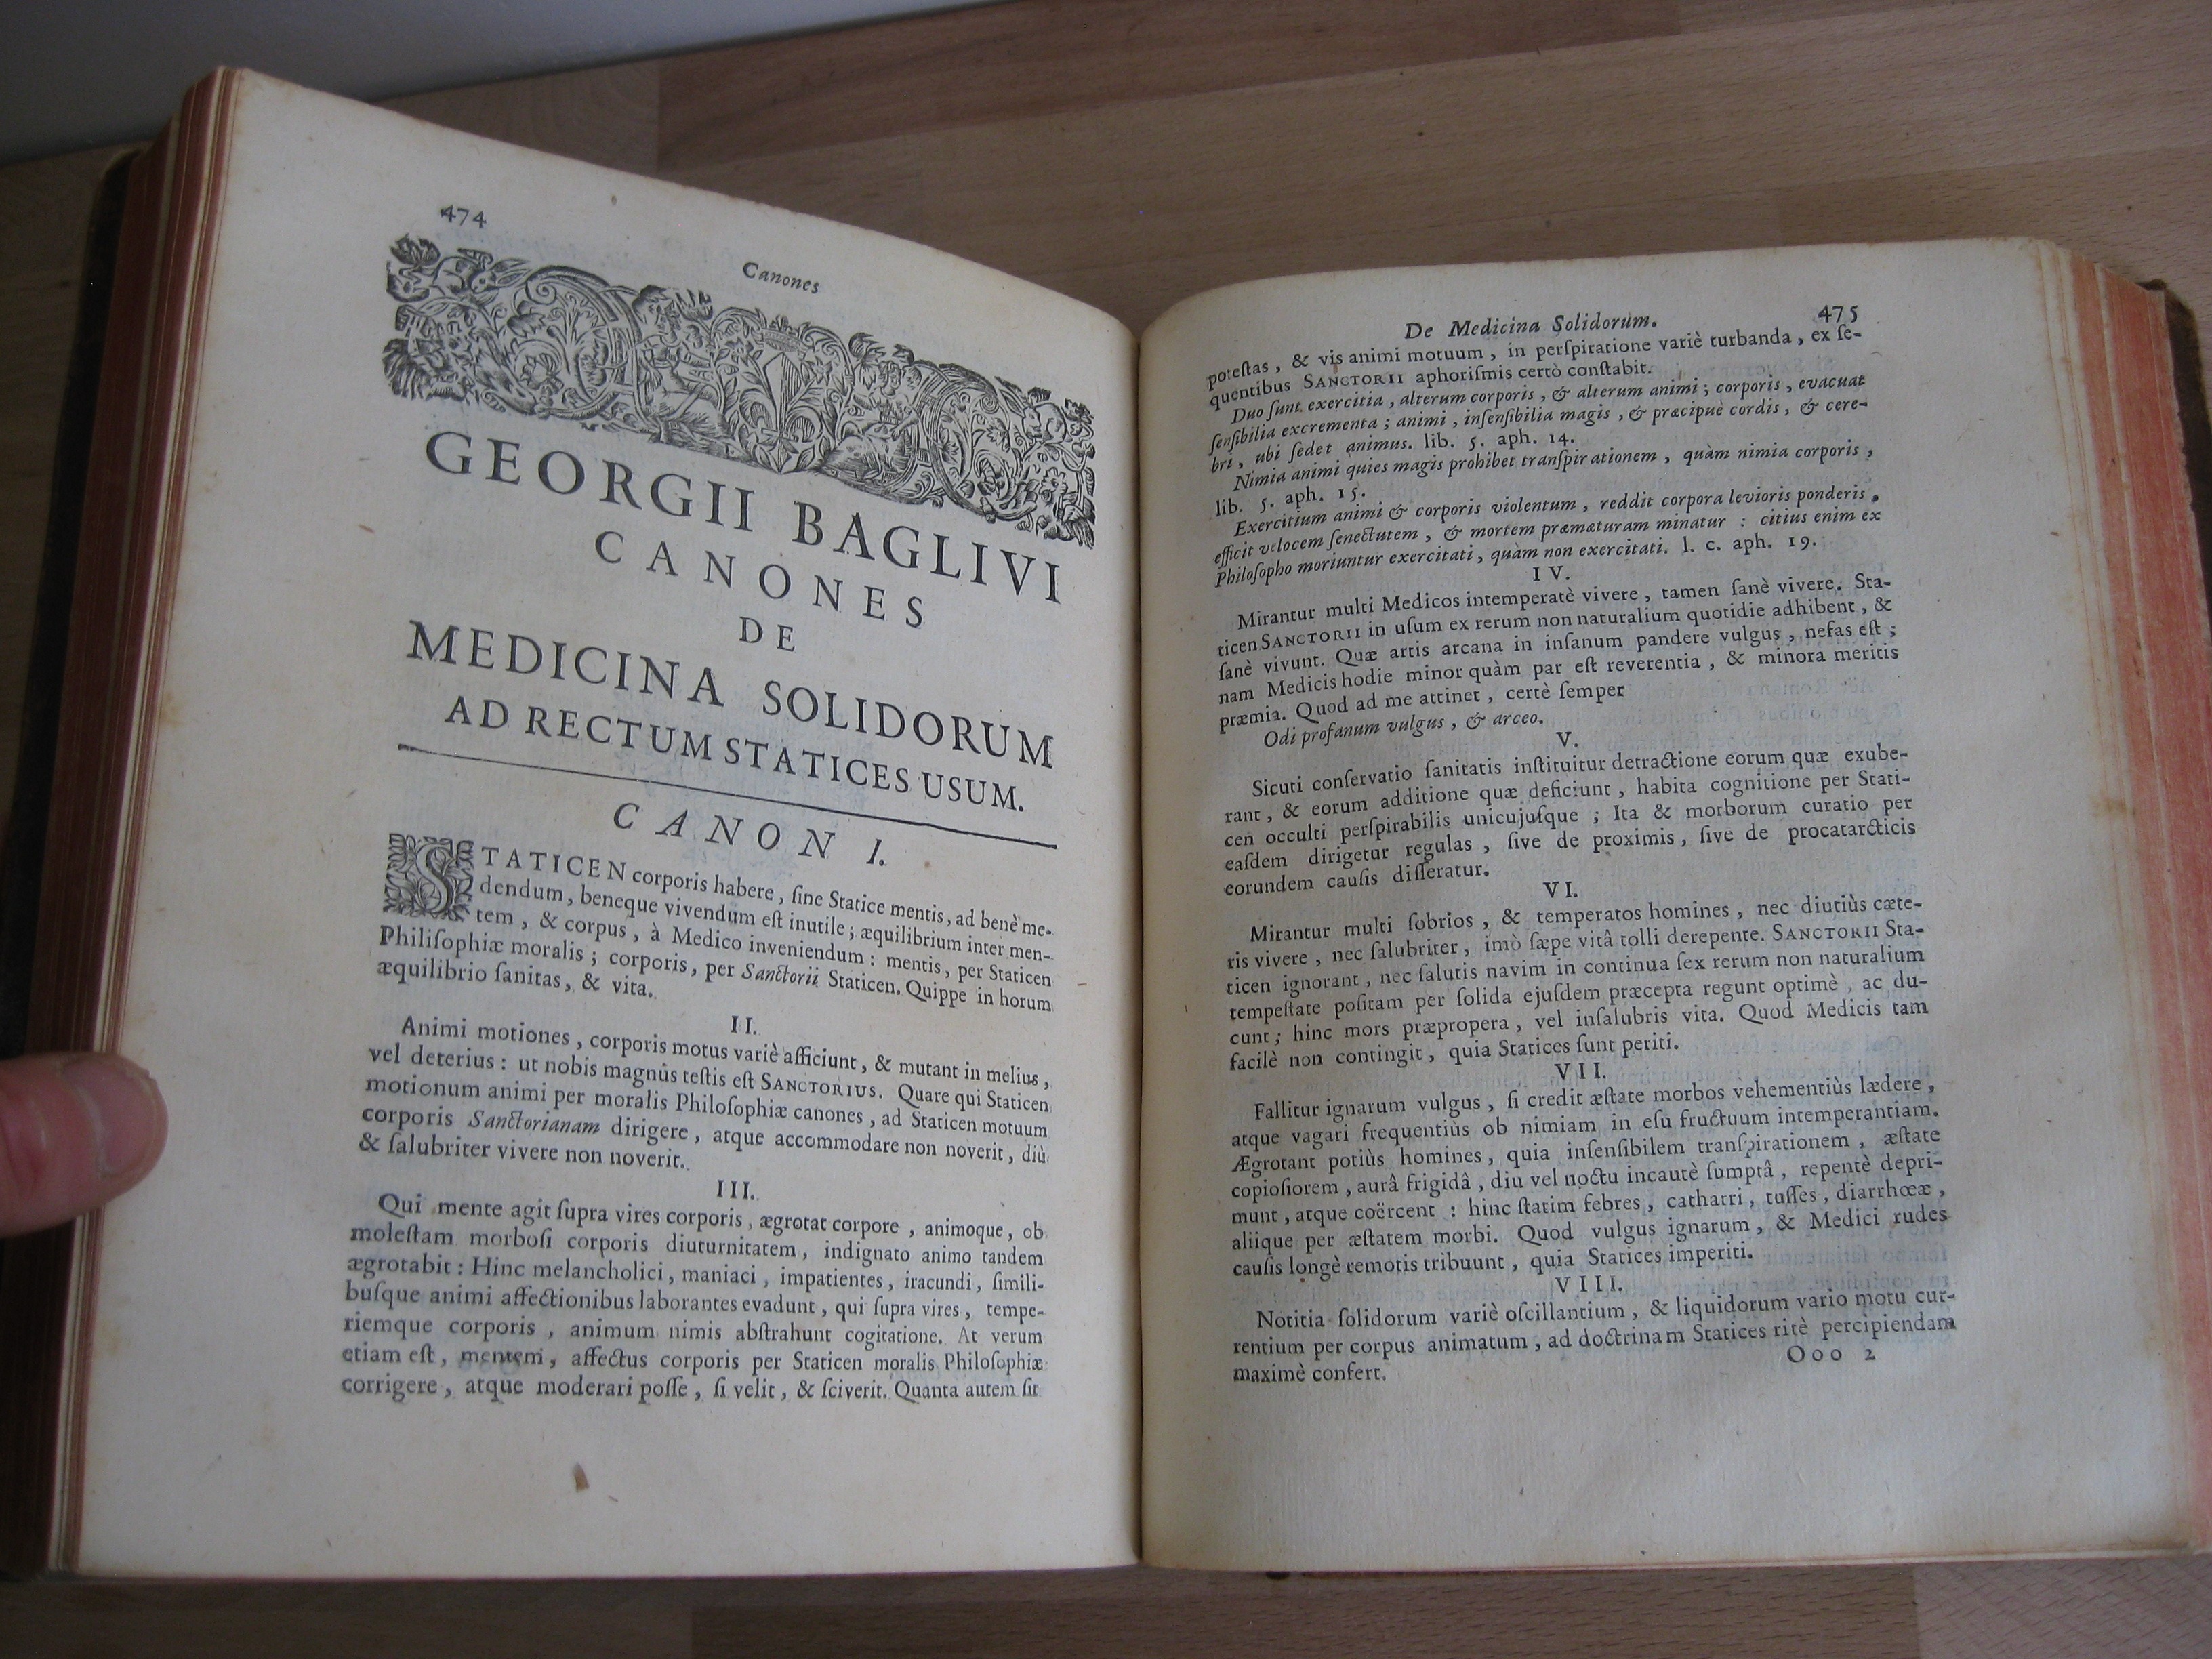 474
Canones
GEORGII BAGLIVI
CANONES
DE
MEDICINA SOLIDORUM
AD RECTUM STATICES USUM.
CANON I.
STATICEN corporis habere, ſine Statice mentis, ad benè me-
dendum, beneque vivendum eſt inutile; æquilibrium inter men-
tem, & corpus, à Medico inveniendum: mentis, per Staticen
Philiſophiæ moralis; corporis, per Sanctorii Staticen. Quippe in horum
æquilibrio ſanitas, & vita.
II.
Animi motiones, corporis motus variè afficiunt, & mutant in melius,
vel deterius: ut nobis magnus teſtis eſt SANCTORIUS. Quare qui Staticen
motionum animi per moralis Philoſophiæ canones, ad Staticen motuum
corporis Sanctorianam dirigere, atque accommodare non noverit, diù
& ſalubriter vivere non noverit.
III.
Qui mente agit ſupra vires corporis, ægrotat corpore, animoque, ob
moleſtam morboſi corporis diuturnitatem, indignato animo tandem
ægrotabit: Hinc melancholici, maniaci, impatientes, iracundi, ſimili-
buſque animi affectionibus laborantes evadunt, qui ſupra vires, tempe-
riemque corporis, animum nimis abſtrahunt cogitatione. At verum
etiam eſt, mentem, affectus corporis per Staticen moralis Philoſophiæ
corrigere, atque moderari poſſe, ſi velit, & ſciverit. Quanta autem ſit
De Medicina Solidorum.
475
poteſtas, & vis animi motuum, in perſpiratione variè turbanda, ex ſe-
quentibus SANCTORII aphoriſmis certò conſtabit.
Duo ſunt exercitia, alterum corporis, & alterum animi; corporis, evacuat
ſenſibilia excrementa; animi, inſenſibilia magis, & præcipuè cordis, & cere-
bri, ubi ſedet animus. lib. 5. aph. 14.
Nimia animi quies magis prohibet tranſpirationem, quàm nimia corporis,
lib. 5. aph. 15.
Exercitium animi & corporis violentum, reddit corpora levioris ponderis,
efficit velocem ſenectutem, & mortem præmaturam minatur: citius enim ex
Philoſopho moriuntur exercitati, quàm non exercitati. l. c. aph. 19.
IV.
Mirantur multi Medicos intemperatè vivere, tamen ſanè vivere. Sta-
ticen SANCTORII in uſum ex rerum non naturalium quotidie adhibent, &
ſanè vivunt. Quæ artis arcana in inſanum pandere vulgus, nefas eſt;
nam Medicis hodie minor quàm par eſt reverentia, & minora meritis
præmia. Quod ad me attinet, certè ſemper
Odi profanum vulgus, & arceo.
V.
Sicuti conſervatio ſanitatis inſtituitur detractione eorum quæ exube-
rant, & eorum additione quæ deficiunt, habita cognitione per Stati-
cen occulti perſpirabilis unicujuſque; Ita & morborum curatio per
eaſdem dirigetur regulas, ſive de proximis, ſive de procatarcticis
eorundem cauſis diſſeratur.
VI.
Mirantur multi ſobrios, & temperatos homines, nec diutiùs cæte-
ris vivere, nec ſalubriter, imò ſæpe vitâ tolli derepente. SANCTORII Sta-
ticen ignorant, nec ſalutis navim in continua ſex rerum non naturalium
tempeſtate poſitam per ſolida ejuſdem præcepta regunt optimè, ac du-
cunt; hinc mors præpropera, vel inſalubris vita. Quod Medicis tam
facilè non contingit, quia Statices ſunt periti.
VII.
Fallitur ignarum vulgus, ſi credit æſtate morbos vehementiùs lædere,
atque vagari frequentiùs ob nimiam in eſu fructuum intemperantiam.
Ægrotant potiùs homines, quia inſenſibilem tranſpirationem, æſtate
copioſiorem, aurâ frigidâ, diu vel noctu incautè ſumptâ, repentè depri-
munt, atque coërcent: hinc ſtatim febres, catharri, tuſſes, diarrhœæ,
aliique per æſtatem morbi. Quod vulgus ignarum, & Medici rudes
cauſis longè remotis tribuunt, quia Statices imperiti.
VIII.
Notitia ſolidorum variè oſcillantium, & liquidorum vario motu cur-
rentium per corpus animatum, ad doctrinam Statices ritè percipiendam
maximè confert.
Ooo 2